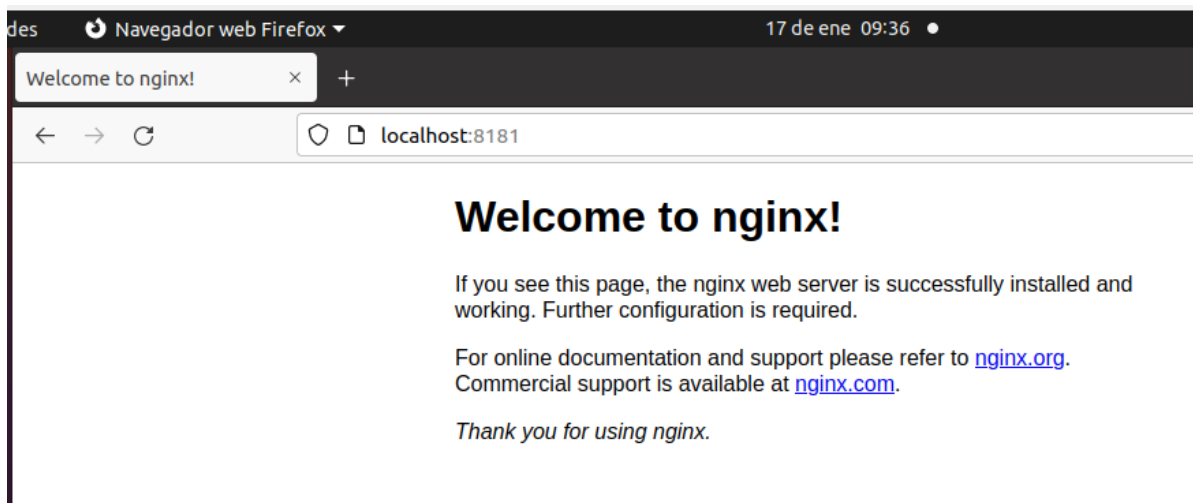 des Navegador web Firefox 17 de ene 09:36
Welcome to nginx!
localhost:8181
Welcome to nginx!
If you see this page, the nginx web server is successfully installed and
working. Further configuration is required.
For online documentation and support please refer to nginx.org.
Commercial support is available at nginx.com.
Thank you for using nginx.